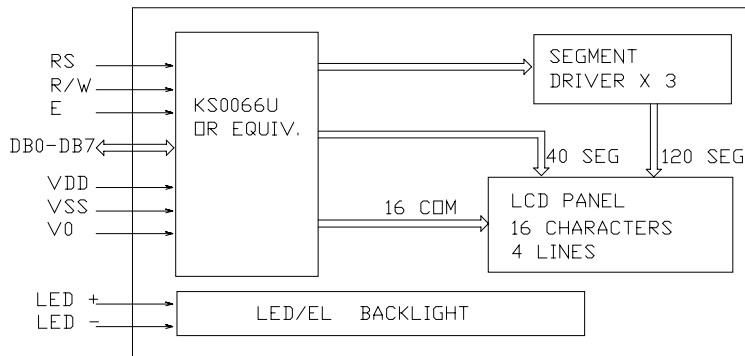 RS
R/W
E
DB0-DB7
VDD
VSS
V0
LED +
LED -
KS0066U
OR EQUIV.
SEGMENT
DRIVER X 3
40 SEG
120 SEG
16 COM
LCD PANEL
16 CHARACTERS
4 LINES
LED/EL BACKLIGHT